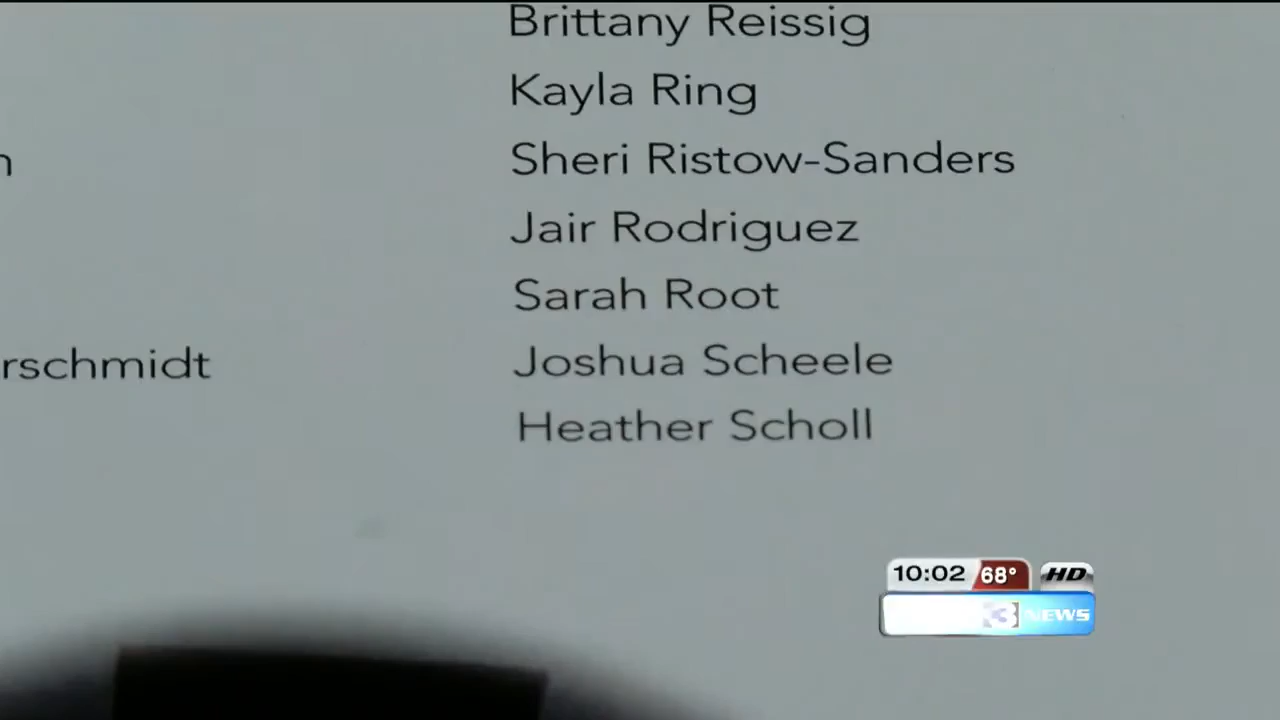 Brittany Reissig
Kayla Ring
Sheri Ristow-Sanders
n
Jair Rodriguez
Sarah Root
rschmidt
Joshua Scheele
Heather Scholl
10:02 68° HD
3 NEWS